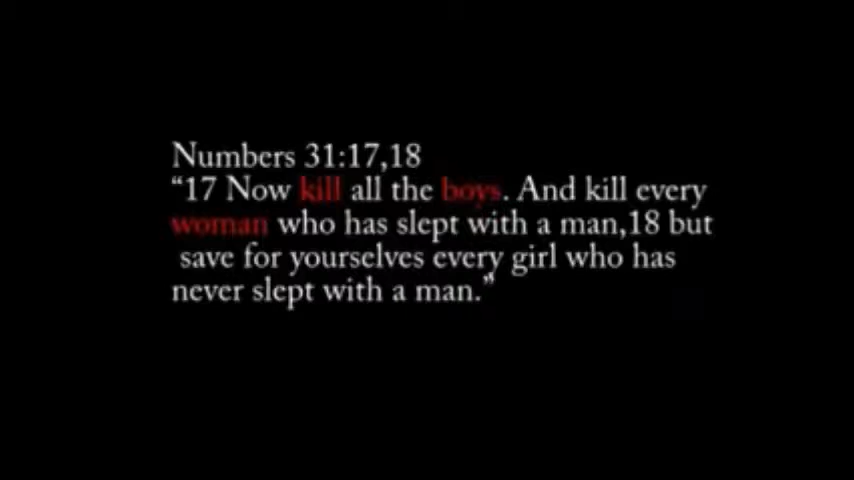 Numbers 31:17,18
“17 Now kill all the boys. And kill every
woman who has slept with a man,18 but
save for yourselves every girl who has
never slept with a man.”